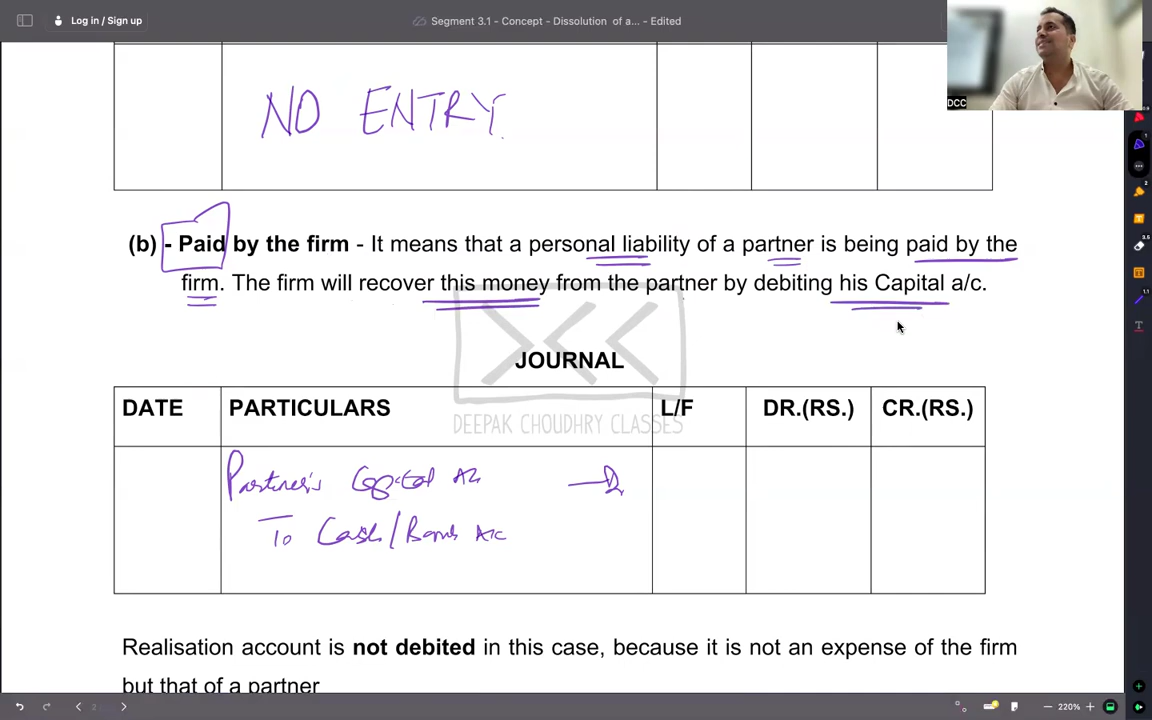 Log in / Sign up
Segment 3.1 - Concept - Dissolution of a... - Edited
DCC
NO ENTRY.
(b) - Paid by the firm - It means that a personal liability of a partner is being paid by the
firm. The firm will recover this money from the partner by debiting his Capital a/c.
JOURNAL
DATE PARTICULARS L/F DR.(RS.) CR.(RS.)
DEEPAK CHOUDHRY CLASSES
Partner's Capital A/c Dr
To Cash/Bank A/c
Realisation account is not debited in this case, because it is not an expense of the firm
but that of a partner
2
220%